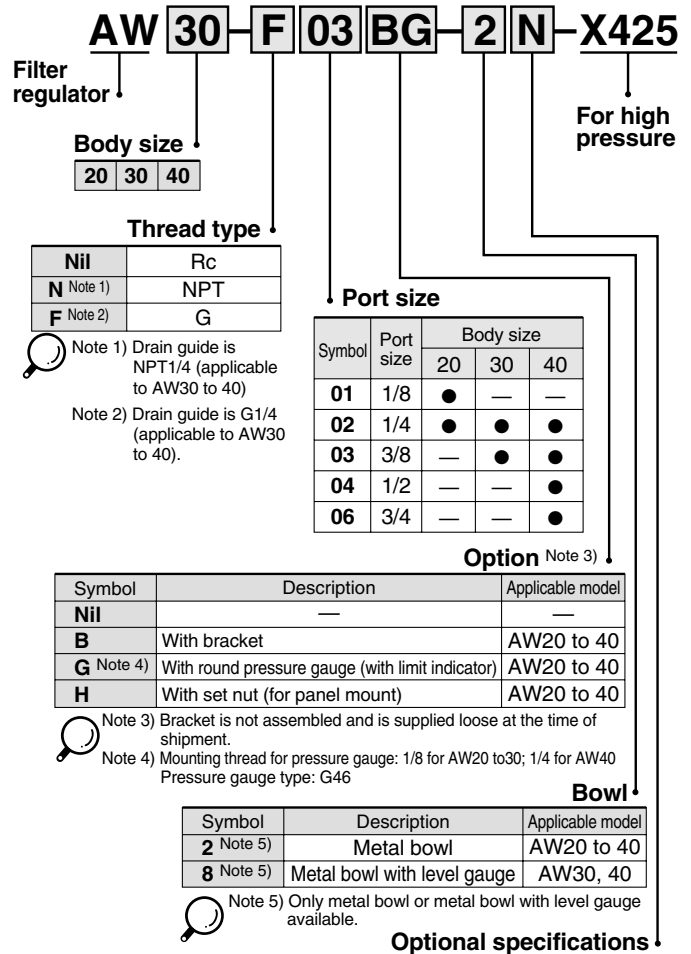 AW 30-F 03 BG-2 N-X425
Filter
regulator
For high
pressure
Body size
20 30 40
Thread type
Nil Rc
N Note 1) NPT
F Note 2) G
Note 1) Drain guide is
NPT1/4 (applicable
to AW30 to 40)
Note 2) Drain guide is G1/4
(applicable to AW30
to 40).
Port size
Symbol Port size Body size
20 30 40
01 1/8 ● — —
02 1/4 ● ● ●
03 3/8 — ● ●
04 1/2 — — ●
06 3/4 — — ●
Option Note 3)
Symbol Description Applicable model
Nil — —
B With bracket AW20 to 40
G Note 4) With round pressure gauge (with limit indicator) AW20 to 40
H With set nut (for panel mount) AW20 to 40
Note 3) Bracket is not assembled and is supplied loose at the time of
shipment.
Note 4) Mounting thread for pressure gauge: 1/8 for AW20 to30; 1/4 for AW40
Pressure gauge type: G46
Bowl
Symbol Description Applicable model
2 Note 5) Metal bowl AW20 to 40
8 Note 5) Metal bowl with level gauge AW30, 40
Note 5) Only metal bowl or metal bowl with level gauge
available.
Optional specifications